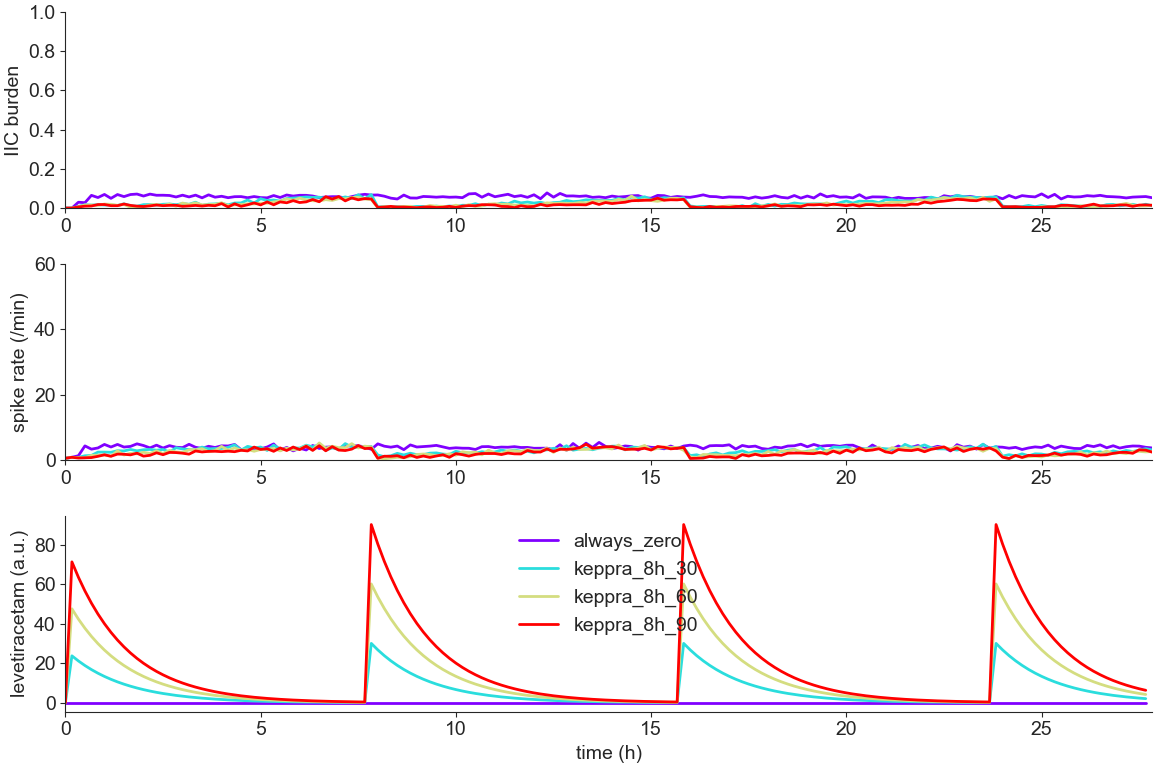 IIC burden
1.0
0.8
0.6
0.4
0.2
0.0
0 5 10 15 20 25
spike rate (/min)
60
40
20
0
0 5 10 15 20 25
levetiracetam (a.u.)
80
60
40
20
0
always_zero
keppra_8h_30
keppra_8h_60
keppra_8h_90
0 5 10 15 20 25
time (h)